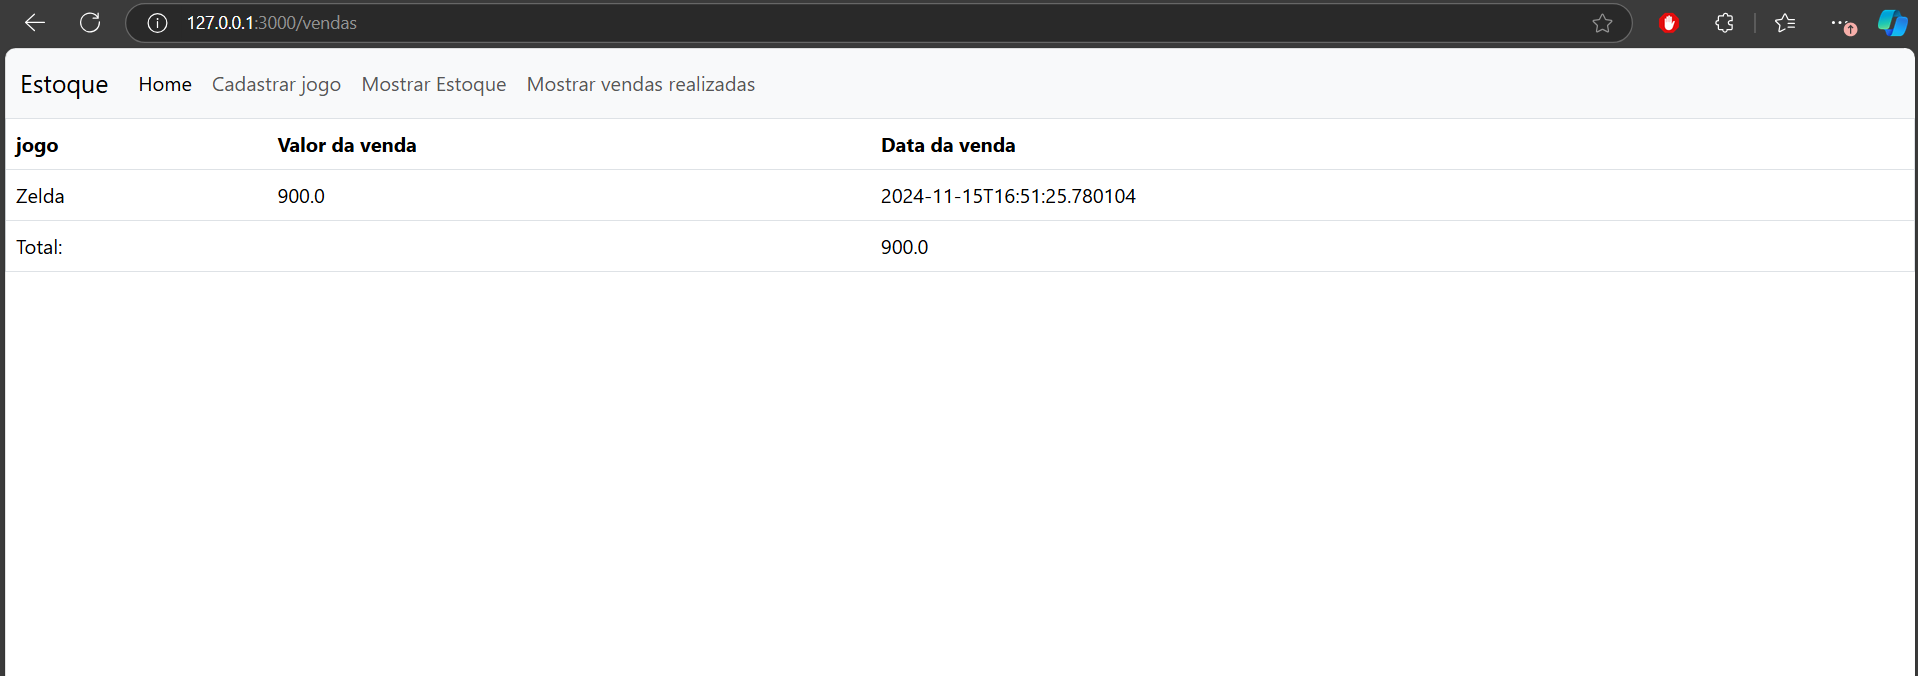 127.0.0.1:3000/vendas
Estoque Home Cadastrar jogo Mostrar Estoque Mostrar vendas realizadas
jogo Valor da venda Data da venda
Zelda 900.0 2024-11-15T16:51:25.780104
Total: 900.0